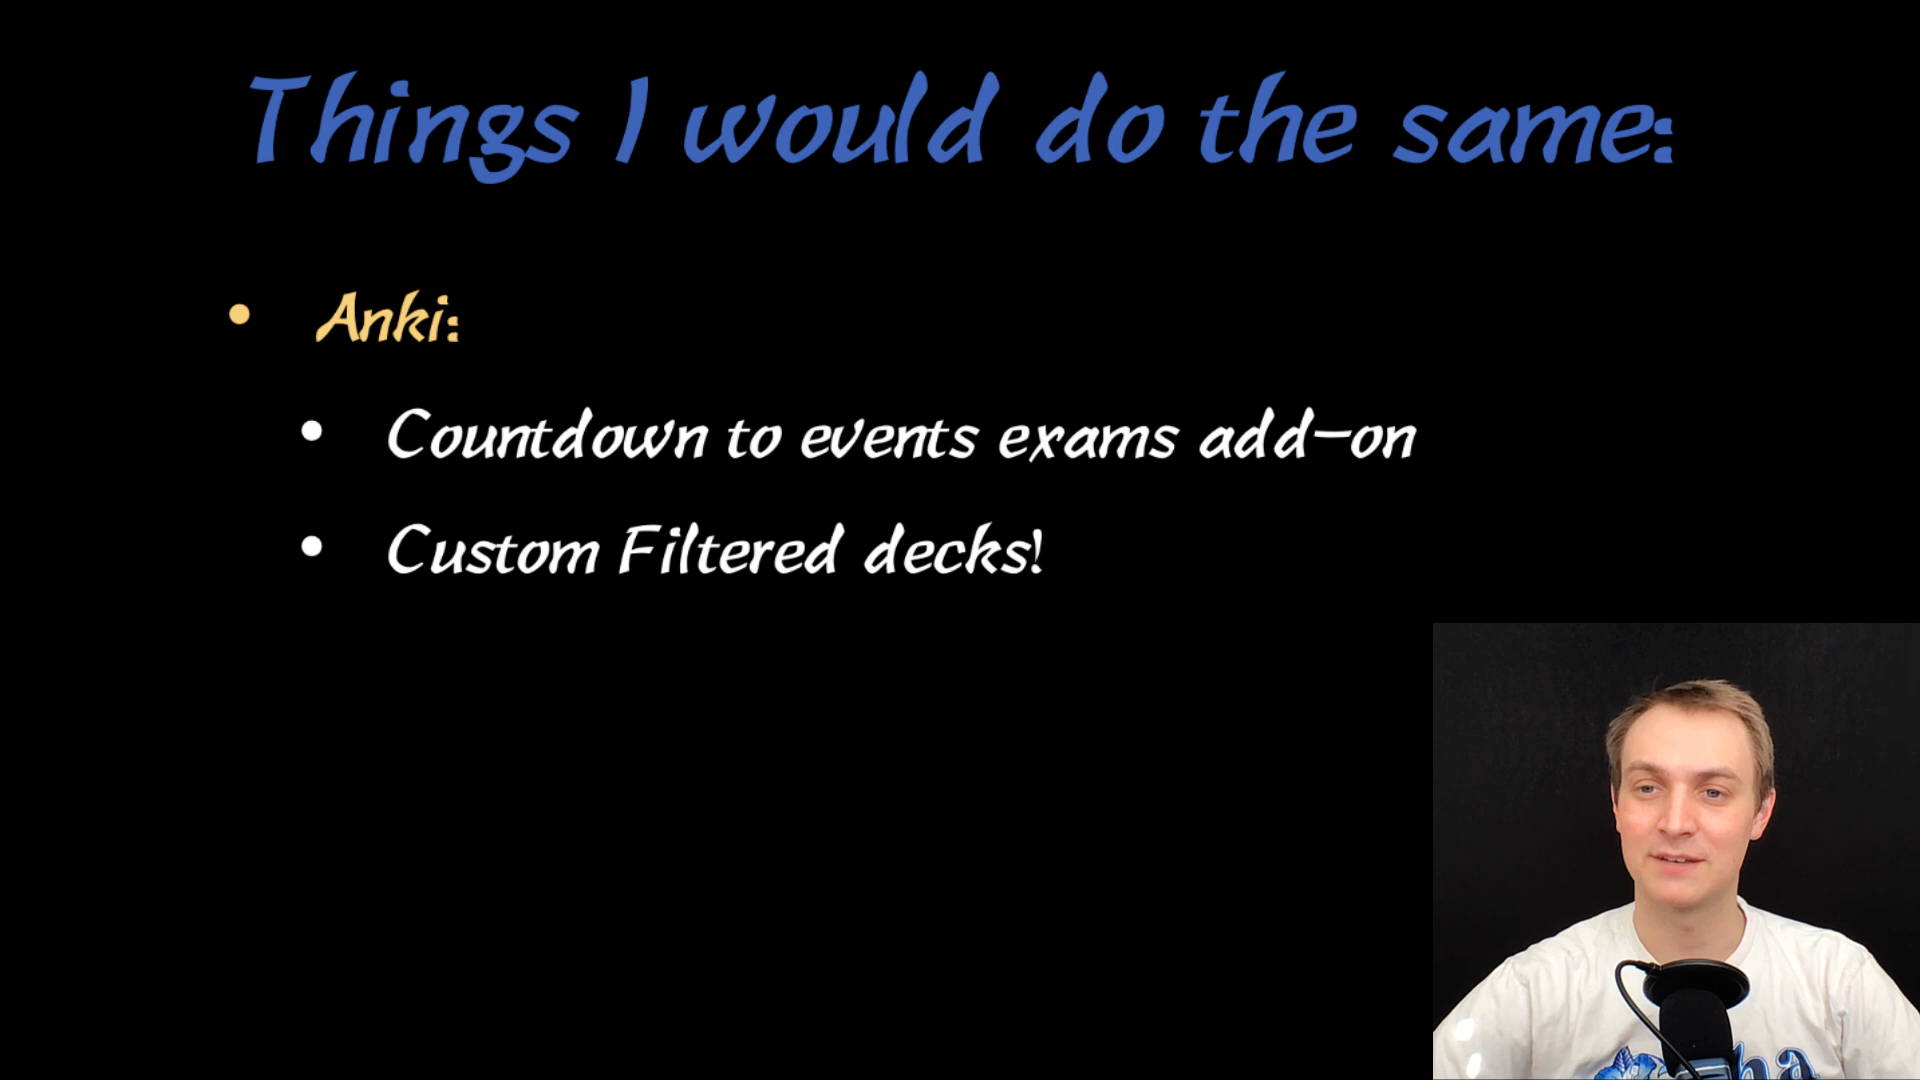 Things I would do the same:
• Anki:
• Countdown to events exams add-on
• Custom Filtered decks!